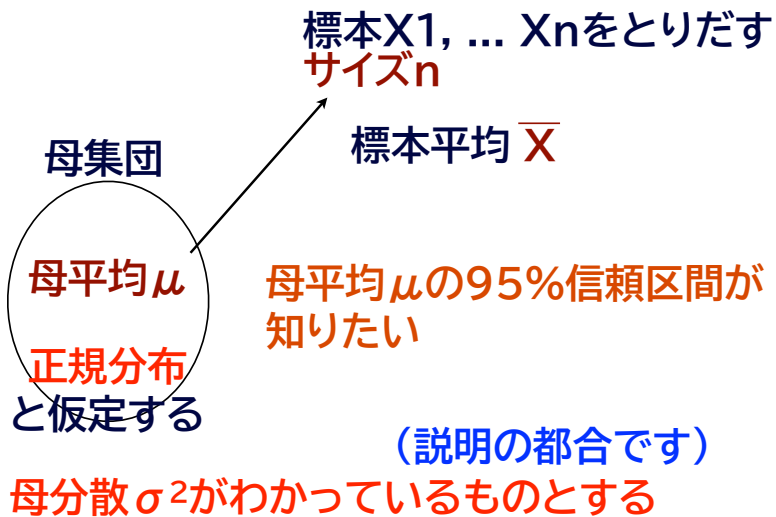 標本X1, ... Xnをとりだす
サイズn
標本平均 X̅
母集団
母平均μ
母平均μの95%信頼区間が
知りたい
正規分布
と仮定する
（説明の都合です）
母分散σ²がわかっているものとする